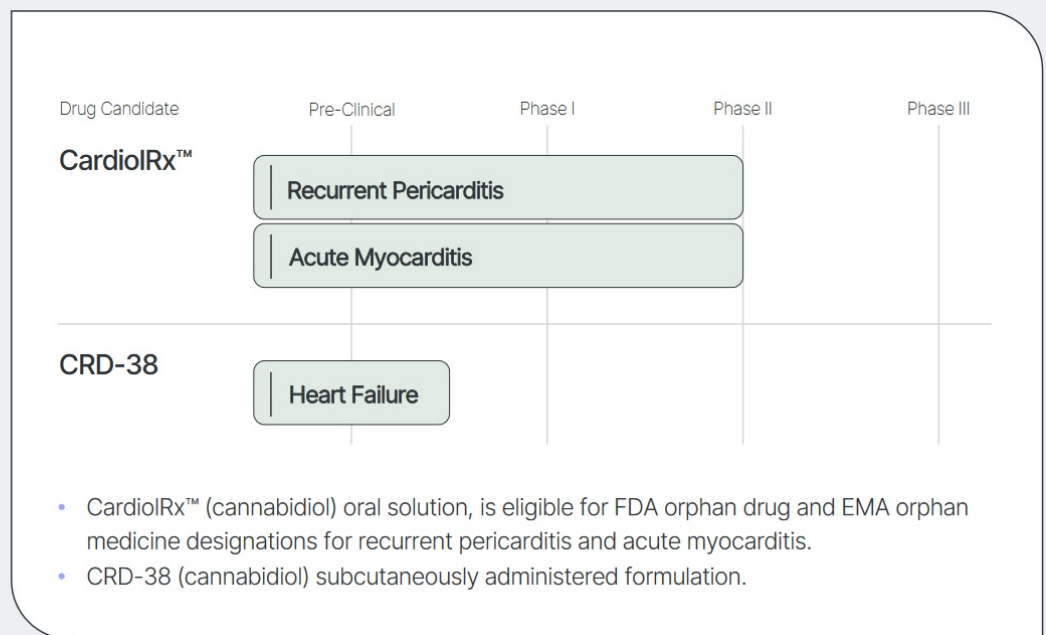 Drug Candidate Pre-Clinical Phase I Phase II Phase III
CardiolRx™
Recurrent Pericarditis
Acute Myocarditis
CRD-38
Heart Failure
• CardiolRx™ (cannabidiol) oral solution, is eligible for FDA orphan drug and EMA orphan
medicine designations for recurrent pericarditis and acute myocarditis.
• CRD-38 (cannabidiol) subcutaneously administered formulation.